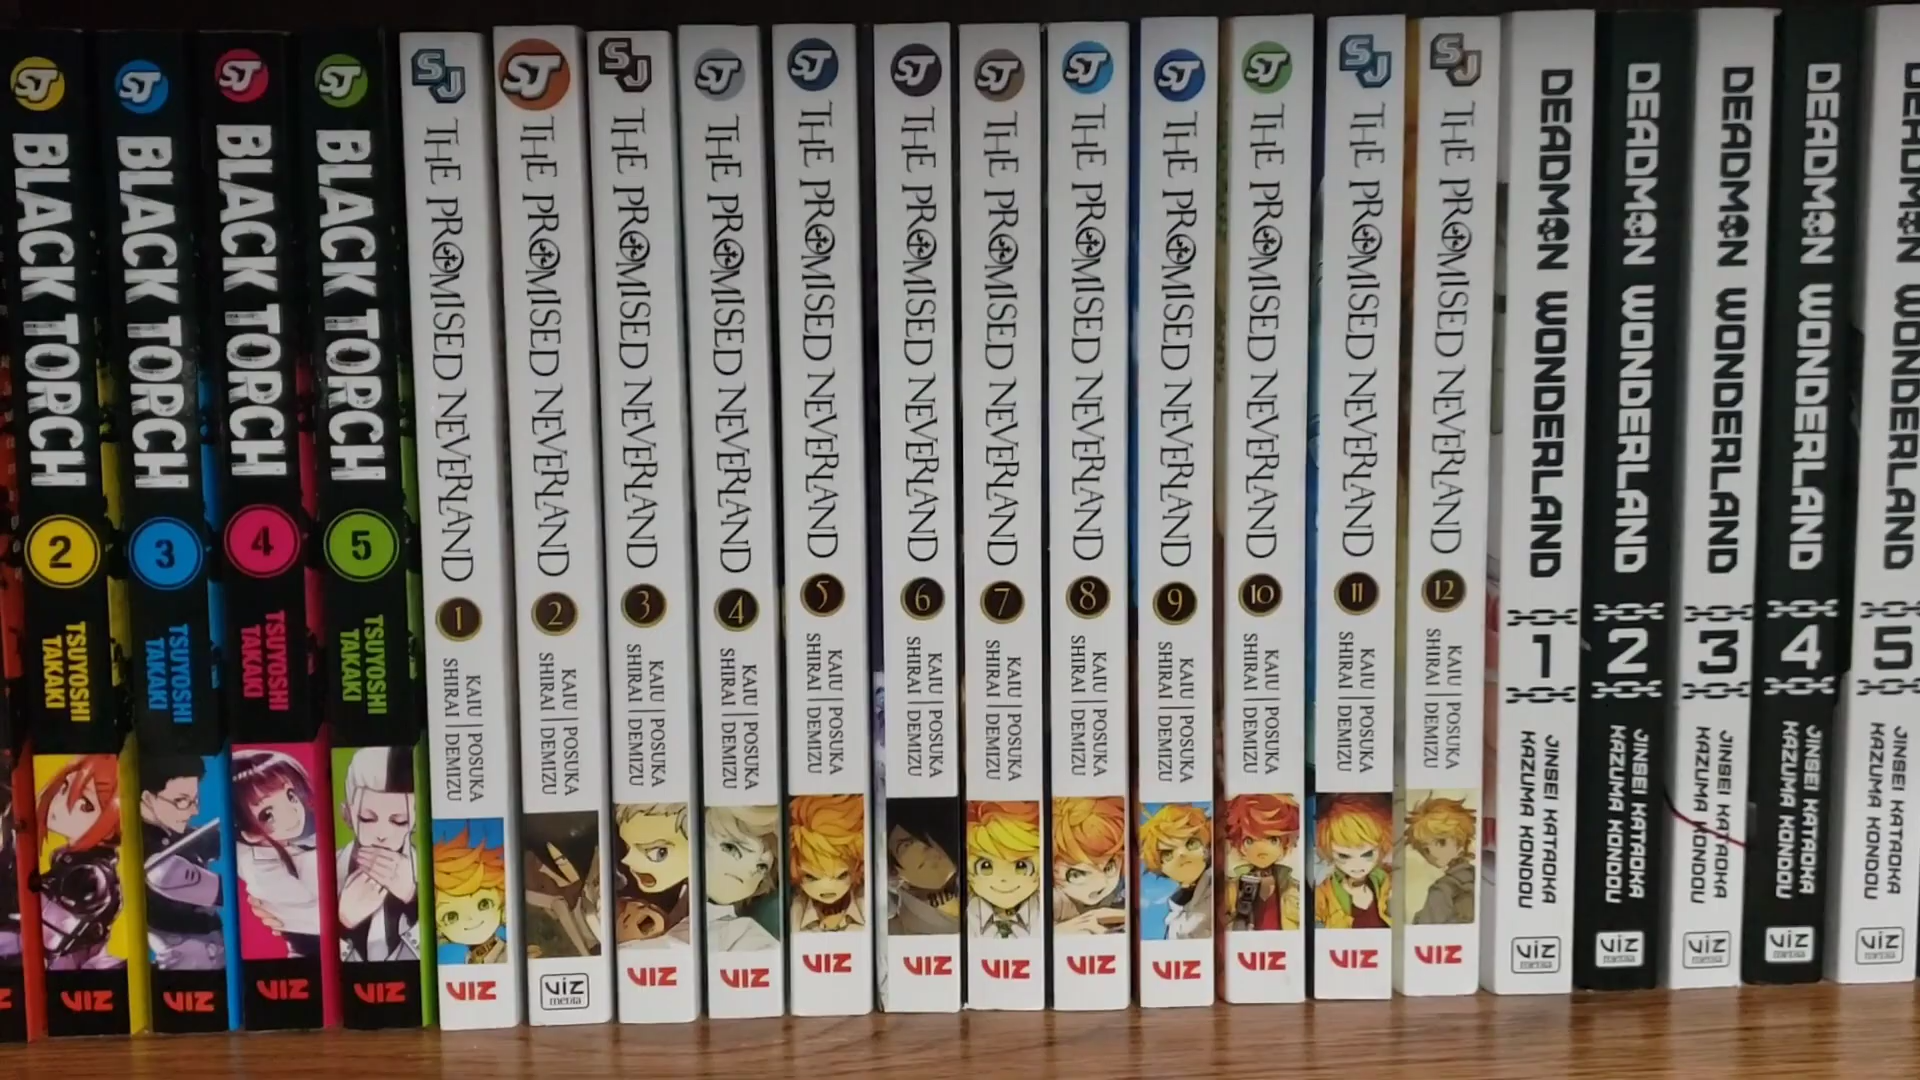 SJ
BLACK TORCH
2
TSUYOSHI
TAKAKI
VIZ
SJ
BLACK TORCH
3
TSUYOSHI
TAKAKI
VIZ
SJ
BLACK TORCH
4
TSUYOSHI
TAKAKI
VIZ
SJ
BLACK TORCH
5
TSUYOSHI
TAKAKI
VIZ
SJ
THE PROMISED NEVERLAND
1
KAIU | POSUKA
SHIRAI | DEMIZU
VIZ
SJ
THE PROMISED NEVERLAND
2
KAIU | POSUKA
SHIRAI | DEMIZU
VIZ
media
SJ
THE PROMISED NEVERLAND
3
KAIU | POSUKA
SHIRAI | DEMIZU
VIZ
SJ
THE PROMISED NEVERLAND
4
KAIU | POSUKA
SHIRAI | DEMIZU
VIZ
SJ
THE PROMISED NEVERLAND
5
KAIU | POSUKA
SHIRAI | DEMIZU
VIZ
SJ
THE PROMISED NEVERLAND
6
KAIU | POSUKA
SHIRAI | DEMIZU
VIZ
SJ
THE PROMISED NEVERLAND
7
KAIU | POSUKA
SHIRAI | DEMIZU
VIZ
SJ
THE PROMISED NEVERLAND
8
KAIU | POSUKA
SHIRAI | DEMIZU
VIZ
SJ
THE PROMISED NEVERLAND
9
KAIU | POSUKA
SHIRAI | DEMIZU
VIZ
SJ
THE PROMISED NEVERLAND
10
KAIU | POSUKA
SHIRAI | DEMIZU
VIZ
SJ
THE PROMISED NEVERLAND
11
KAIU | POSUKA
SHIRAI | DEMIZU
VIZ
SJ
THE PROMISED NEVERLAND
12
KAIU | POSUKA
SHIRAI | DEMIZU
VIZ
DEADMAN WONDERLAND
1
JINSEI KATAOKA
KAZUMA KONDOU
VIZ
media
DEADMAN WONDERLAND
2
JINSEI KATAOKA
KAZUMA KONDOU
VIZ
media
DEADMAN WONDERLAND
3
JINSEI KATAOKA
KAZUMA KONDOU
VIZ
media
DEADMAN WONDERLAND
4
JINSEI KATAOKA
KAZUMA KONDOU
VIZ
media
DEADMAN WONDERLAND
5
JINSEI KATAOKA
KAZUMA KONDOU
VIZ
media